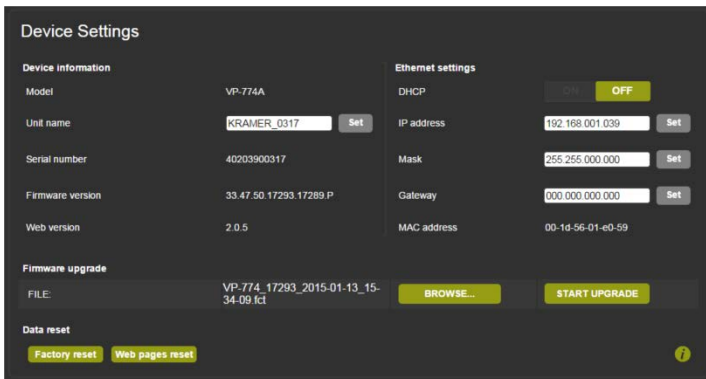 Device Settings
Device information
Ethernet settings
Model VP-774A
DHCP ON OFF
Unit name KRAMER_0317 Set
IP address 192.168.001.039 Set
Serial number 40203900317
Mask 255.255.000.000 Set
Firmware version 33.47.50.17293.17289.P
Gateway 000.000.000.000 Set
Web version 2.0.5
MAC address 00-1d-56-01-e0-59
Firmware upgrade
FILE: VP-774_17293_2015-01-13_15-
34-09.fct
BROWSE... START UPGRADE
Data reset
Factory reset Web pages reset
i